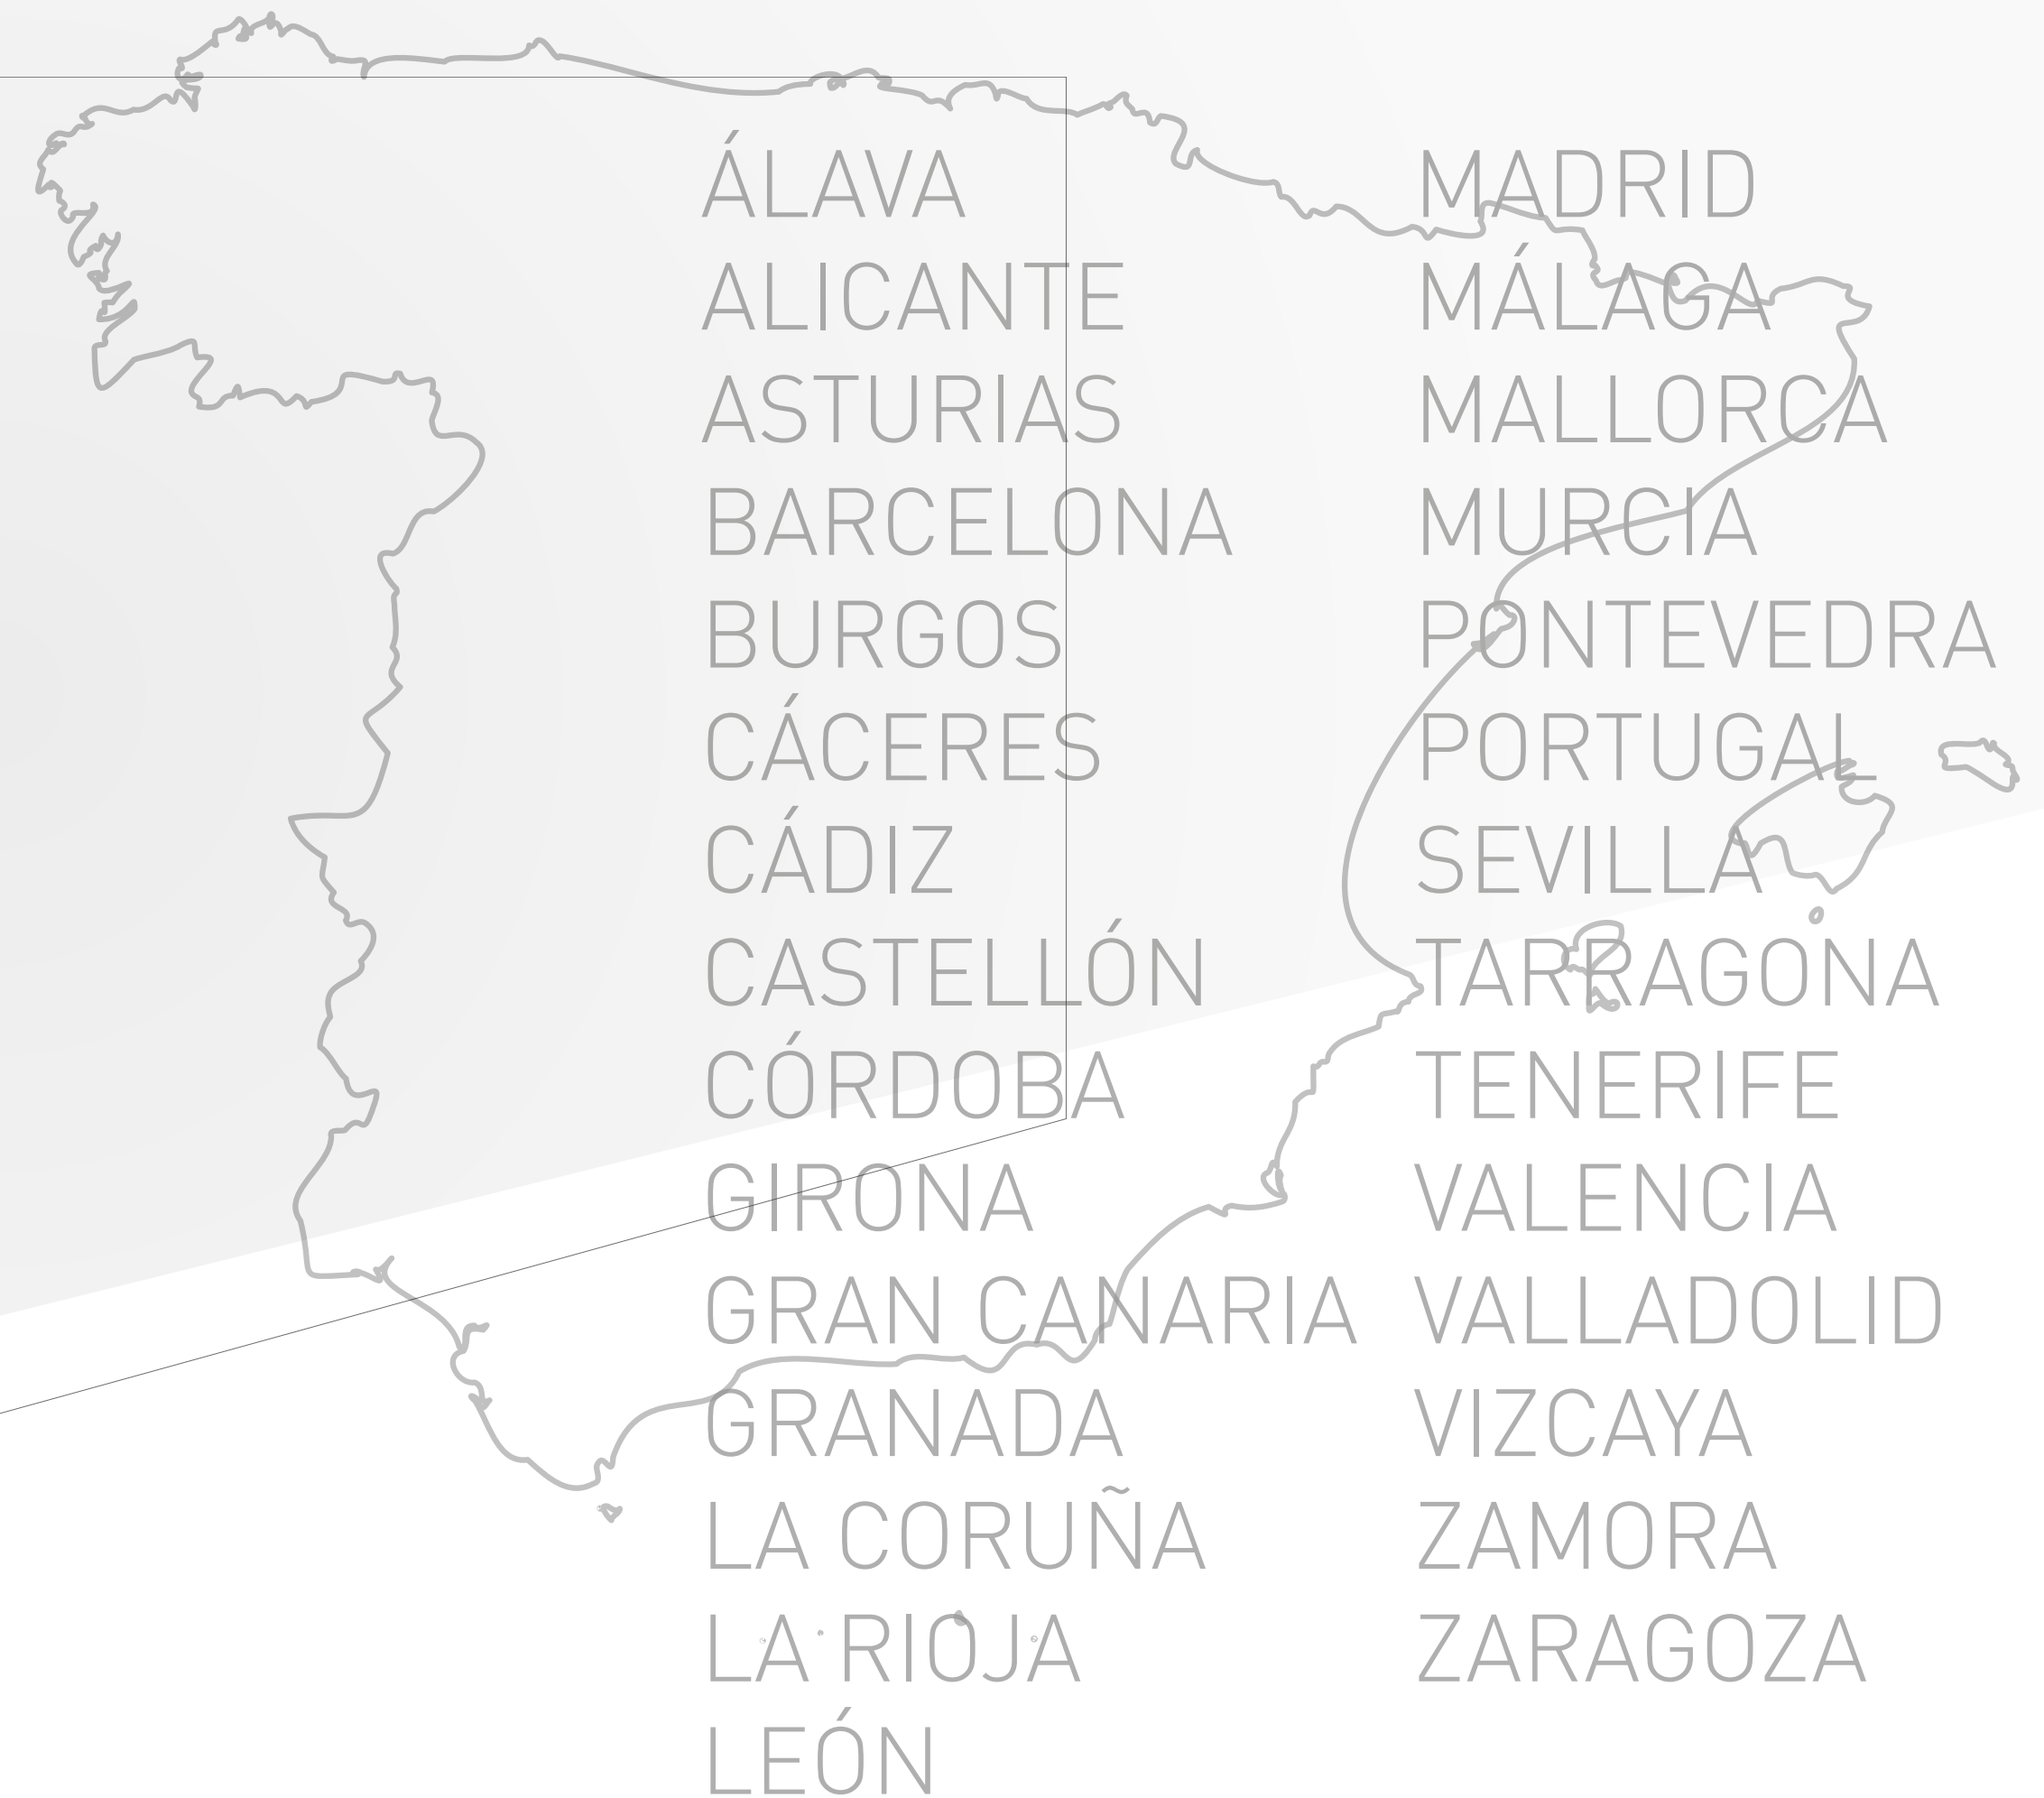 ÁLAVA
ALICANTE
ASTURIAS
BARCELONA
BURGOS
CÁCERES
CÁDIZ
CASTELLÓN
CÓRDOBA
GIRONA
GRAN CANARIA
GRANADA
LA CORUÑA
LA RIOJA
LEÓN
MADRID
MÁLAGA
MALLORCA
MURCIA
PONTEVEDRA
PORTUGAL
SEVILLA
TARRAGONA
TENERIFE
VALENCIA
VALLADOLID
VIZCAYA
ZAMORA
ZARAGOZA